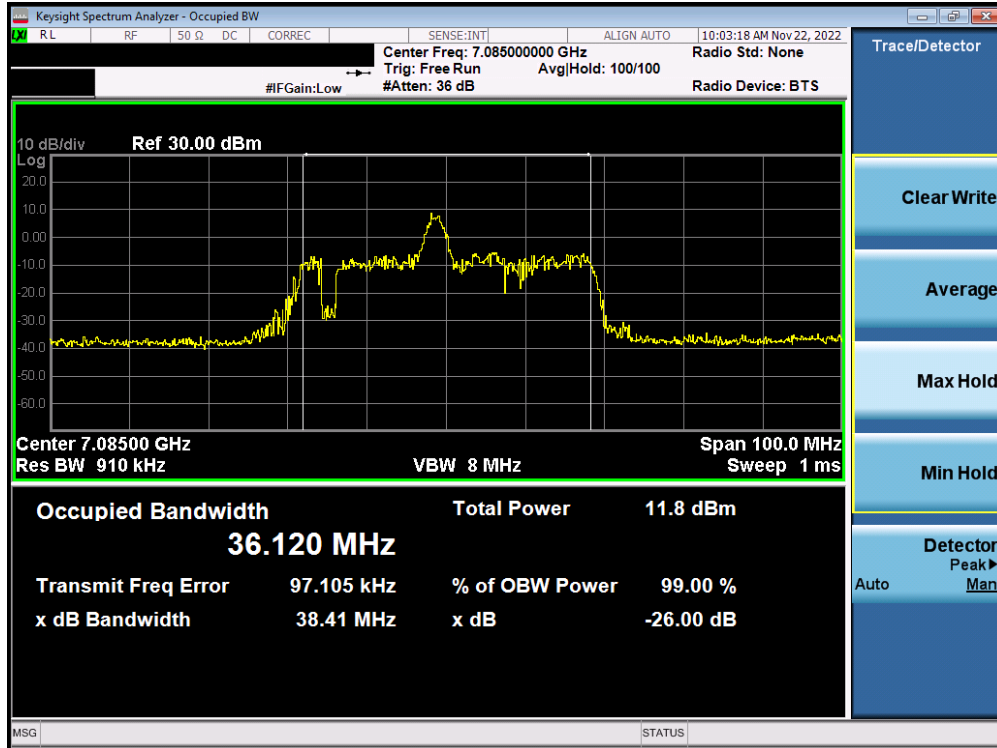 Keysight Spectrum Analyzer - Occupied BW
LXI RL RF 50 Ω DC CORREC SENSE:INT ALIGN AUTO 10:03:18 AM Nov 22, 2022
Center Freq: 7.085000000 GHz Radio Std: None
Trig: Free Run Avg|Hold: 100/100
#IFGain:Low #Atten: 36 dB Radio Device: BTS
10 dB/div Ref 30.00 dBm
Log
20.0
10.0
0.00
-10.0
-20.0
-30.0
-40.0
-50.0
-60.0
Center 7.08500 GHz Span 100.0 MHz
Res BW 910 kHz VBW 8 MHz Sweep 1 ms
Occupied Bandwidth Total Power 11.8 dBm
36.120 MHz
Transmit Freq Error 97.105 kHz % of OBW Power 99.00 %
x dB Bandwidth 38.41 MHz x dB -26.00 dB
MSG STATUS
Trace/Detector
Clear Write
Average
Max Hold
Min Hold
Detector
Peak▶
Auto Man